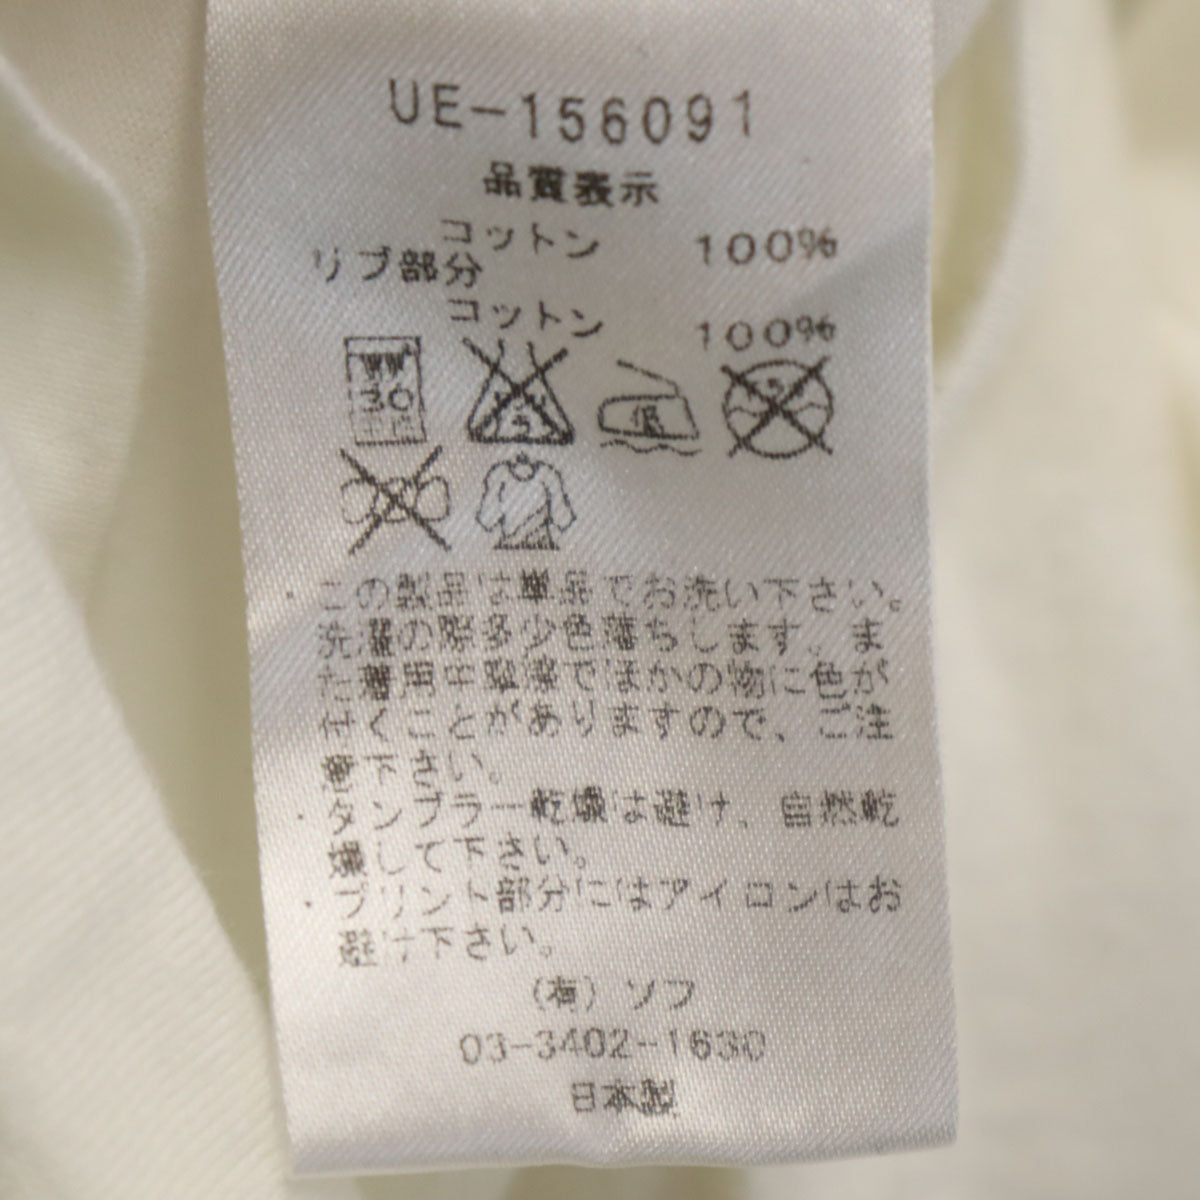 UE-156091
品質表示
コットン 100%
リブ部分
コットン 100%
30
低
・この製品は単品でお洗い下さい。
洗濯の際多少色落ちします。ま
た着用中摩擦でほかの物に色が
付くことがありますので、ご注
意下さい。
・タンブラー乾燥は避け、自然乾
燥して下さい。
・プリント部分にはアイロンはお
避け下さい。
(有)ソフ
03-3402-1630
日本製